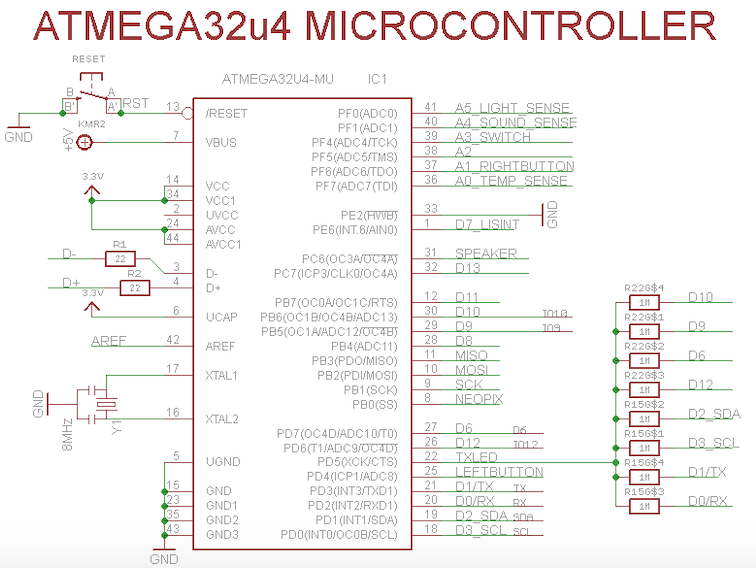 ATMEGA32u4 MICROCONTROLLER
RESET
ATMEGA32U4-MU IC1
B A
B' A'
RST
GND
KMR2
+5V
13 /RESET
7 VBUS
3.3V
14 VCC
34 VCC1
2 UVCC
24 AVCC
44 AVCC1
D- R1 22
3 D-
D+ R2 22
4 D+
3.3V
6 UCAP
AREF 42 AREF
17 XTAL1
GND
8MHz
Y1
16 XTAL2
5 UGND
15 GND
23 GND1
35 GND2
43 GND3
GND
PF0(ADC0) 41 A5_LIGHT_SENSE
PF1(ADC1) 40 A4_SOUND_SENSE
PF4(ADC4/TCK) 39 A3_SWITCH
PF5(ADC5/TMS) 38 A2
PF6(ADC6/TDO) 37 A1_RIGHTBUTTON
PF7(ADC7(TDI) 36 A0_TEMP_SENSE
PE2(HWB) 33 GND
PE6(INT.6/AIN0) 1 D7_LISINT
PC6(OC3A/OC4A) 31 SPEAKER
PC7(ICP3/CLK0/OC4A) 32 D13
PB7(OC0A/OC1C/RTS) 12 D11
PB6(OC1B/OC4B/ADC13) 30 D10 IO10
PB5(OC1A/ADC12/OC4B) 29 D9 IO9
PB4(ADC11) 28 D8
PB3(PDO/MISO) 11 MISO
PB2(PDI/MOSI) 10 MOSI
PB1(SCK) 9 SCK
PB0(SS) 8 NEOPIX
PD7(OC4D/ADC10/T0) 27 D6 D6
PD6(T1/ADC9/OC4D) 26 D12 IO12
PD5(XCK/CTS) 22 TXLED
PD4(ICP1/ADC8) 25 LEFTBUTTON
PD3(INT3/TXD1) 21 D1/TX TX
PD2(INT2/RXD1) 20 D0/RX RX
PD1(INT1/SDA) 19 D2_SDA SDA
PD0(INT0/OC0B/SCL) 18 D3_SCL SCL
R22G$4 1M D10
R22G$1 1M D9
R22G$2 1M D6
R22G$3 1M D12
R15G$2 1M D2_SDA
R15G$1 1M D3_SCL
R15G$4 1M D1/TX
R15G$3 1M D0/RX